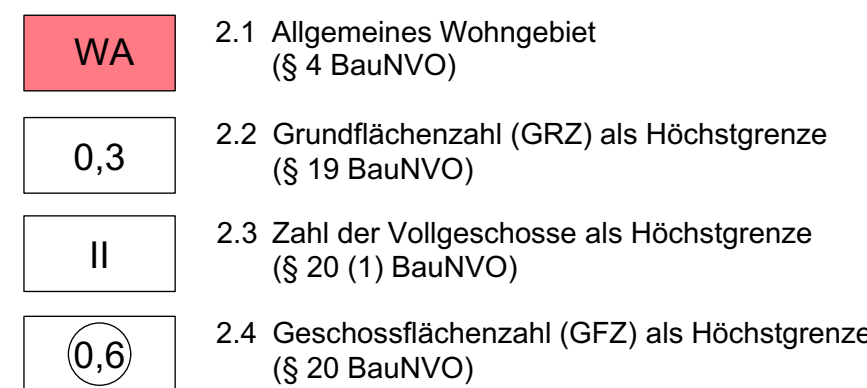 WA 2.1 Allgemeines Wohngebiet
(§ 4 BauNVO)
0,3 2.2 Grundflächenzahl (GRZ) als Höchstgrenze
(§ 19 BauNVO)
II 2.3 Zahl der Vollgeschosse als Höchstgrenze
(§ 20 (1) BauNVO)
0,6 2.4 Geschossflächenzahl (GFZ) als Höchstgrenze
(§ 20 BauNVO)